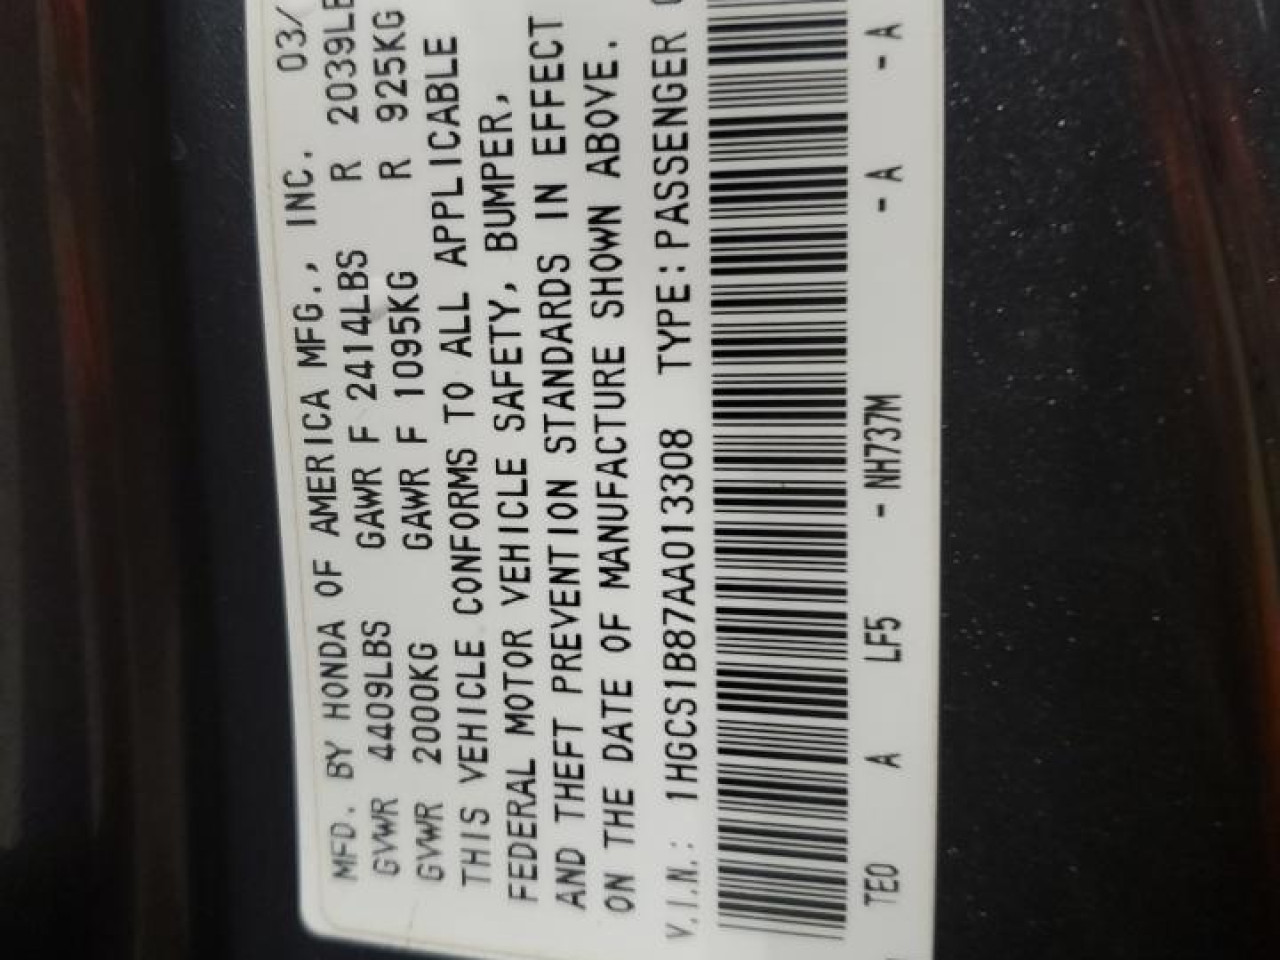 MFD. BY HONDA OF AMERICA MFG., INC. 03/
GVWR 4409LBS GAWR F 2414LBS R 2039LB
GVWR 2000KG GAWR F 1095KG R 925KG
THIS VEHICLE CONFORMS TO ALL APPLICABLE
FEDERAL MOTOR VEHICLE SAFETY, BUMPER,
AND THEFT PREVENTION STANDARDS IN EFFECT
ON THE DATE OF MANUFACTURE SHOWN ABOVE.
V.I.N.: 1HGCS1B87AA013308 TYPE:PASSENGER
TE0 A LF5 -NH737M -A -A